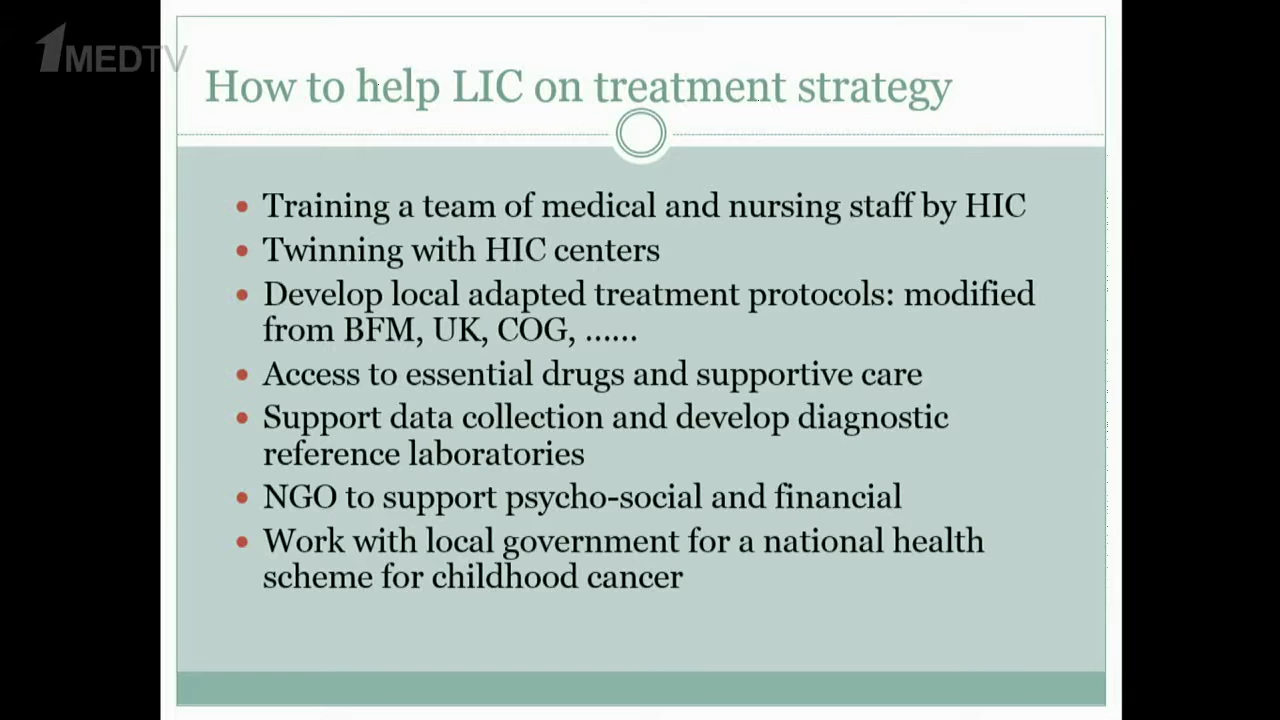 1MEDTV
How to help LIC on treatment strategy
• Training a team of medical and nursing staff by HIC
• Twinning with HIC centers
• Develop local adapted treatment protocols: modified
from BFM, UK, COG, ......
• Access to essential drugs and supportive care
• Support data collection and develop diagnostic
reference laboratories
• NGO to support psycho-social and financial
• Work with local government for a national health
scheme for childhood cancer